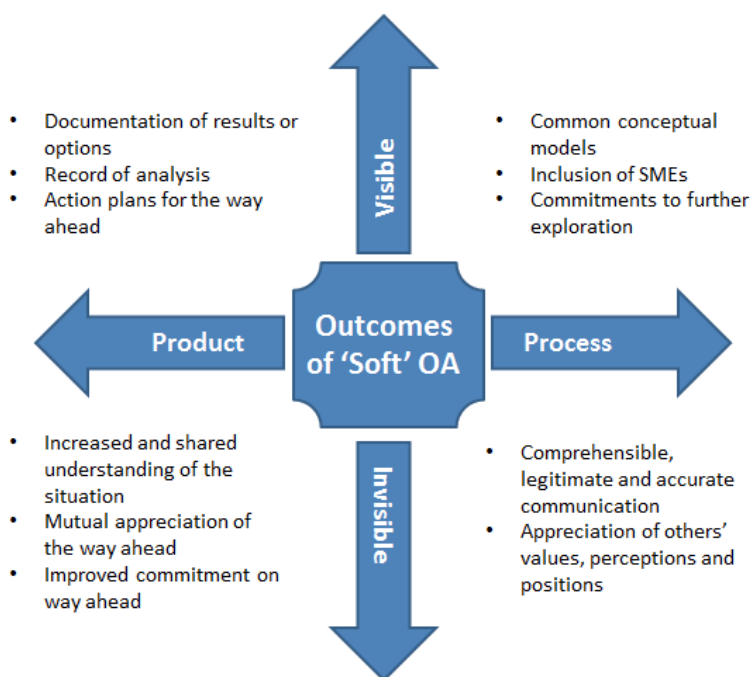 • Documentation of results or
options
• Record of analysis
• Action plans for the way
ahead
Visible
• Common conceptual
models
• Inclusion of SMEs
• Commitments to further
exploration
Product
Outcomes
of ‘Soft’ OA
Process
• Increased and shared
understanding of the
situation
• Mutual appreciation of
the way ahead
• Improved commitment on
way ahead
Invisible
• Comprehensible,
legitimate and accurate
communication
• Appreciation of others’
values, perceptions and
positions